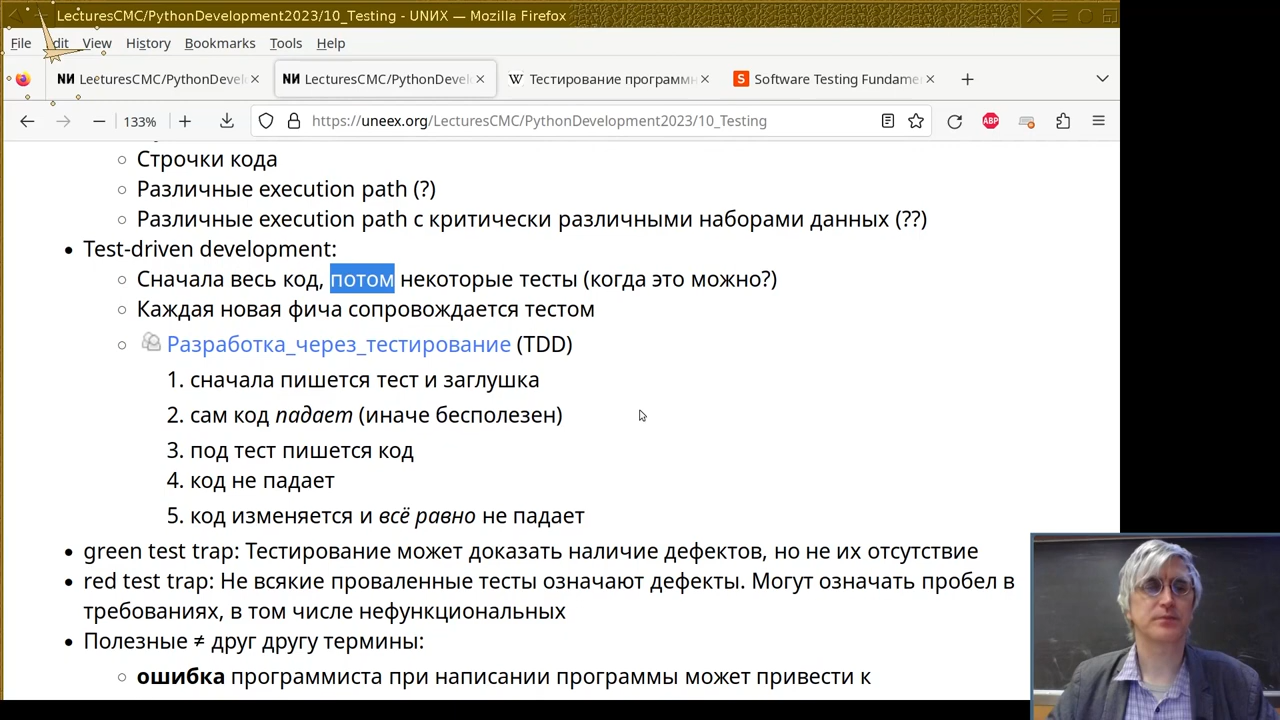 LecturesCMC/PythonDevelopment2023/10_Testing - UNИX — Mozilla Firefox
File Edit View History Bookmarks Tools Help
NИ LecturesCMC/PythonDevel NИ LecturesCMC/PythonDevel W Тестирование программн S Software Testing Fundame
133% https://uneex.org/LecturesCMC/PythonDevelopment2023/10_Testing ABP
Строчки кода
Различные execution path (?)
Различные execution path с критически различными наборами данных (??)
Test-driven development:
Сначала весь код, потом некоторые тесты (когда это можно?)
Каждая новая фича сопровождается тестом
Разработка_через_тестирование (TDD)
1. сначала пишется тест и заглушка
2. сам код падает (иначе бесполезен)
3. под тест пишется код
4. код не падает
5. код изменяется и всё равно не падает
green test trap: Тестирование может доказать наличие дефектов, но не их отсутствие
red test trap: Не всякие проваленные тесты означают дефекты. Могут означать пробел в
требованиях, в том числе нефункциональных
Полезные ≠ друг другу термины:
ошибка программиста при написании программы может привести к